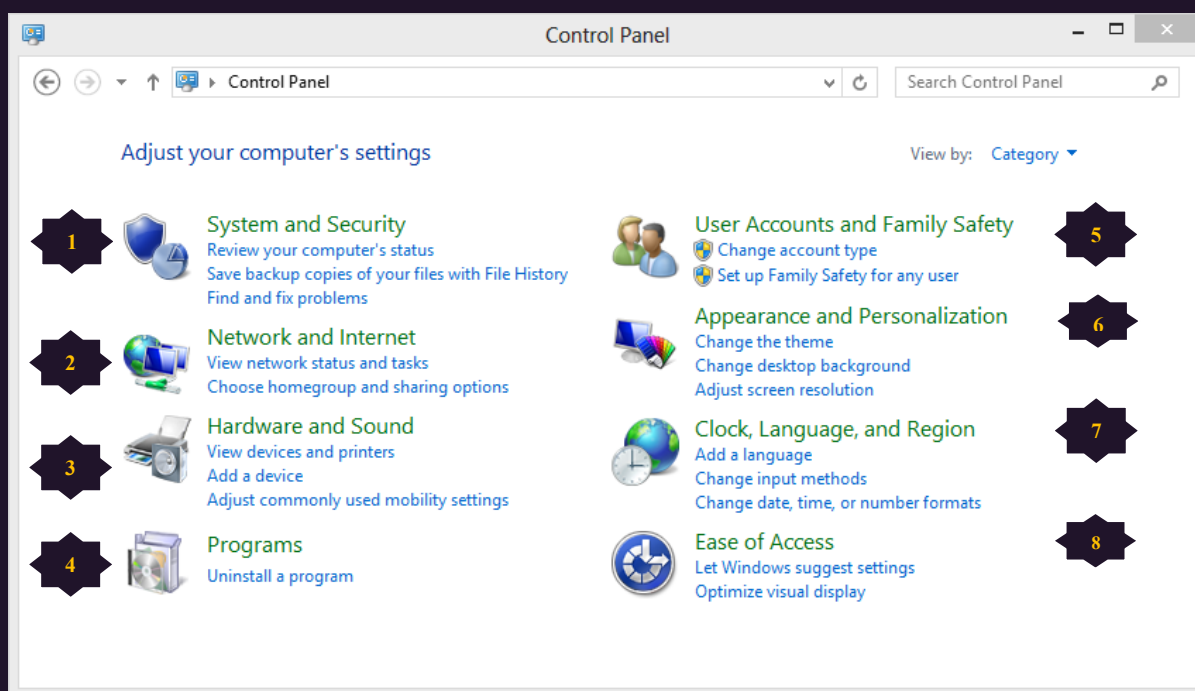 Control Panel
Control Panel
Search Control Panel
Adjust your computer's settings
View by: Category
1
System and Security
Review your computer's status
Save backup copies of your files with File History
Find and fix problems
2
Network and Internet
View network status and tasks
Choose homegroup and sharing options
3
Hardware and Sound
View devices and printers
Add a device
Adjust commonly used mobility settings
4
Programs
Uninstall a program
User Accounts and Family Safety
5
Change account type
Set up Family Safety for any user
Appearance and Personalization
6
Change the theme
Change desktop background
Adjust screen resolution
Clock, Language, and Region
7
Add a language
Change input methods
Change date, time, or number formats
Ease of Access
8
Let Windows suggest settings
Optimize visual display